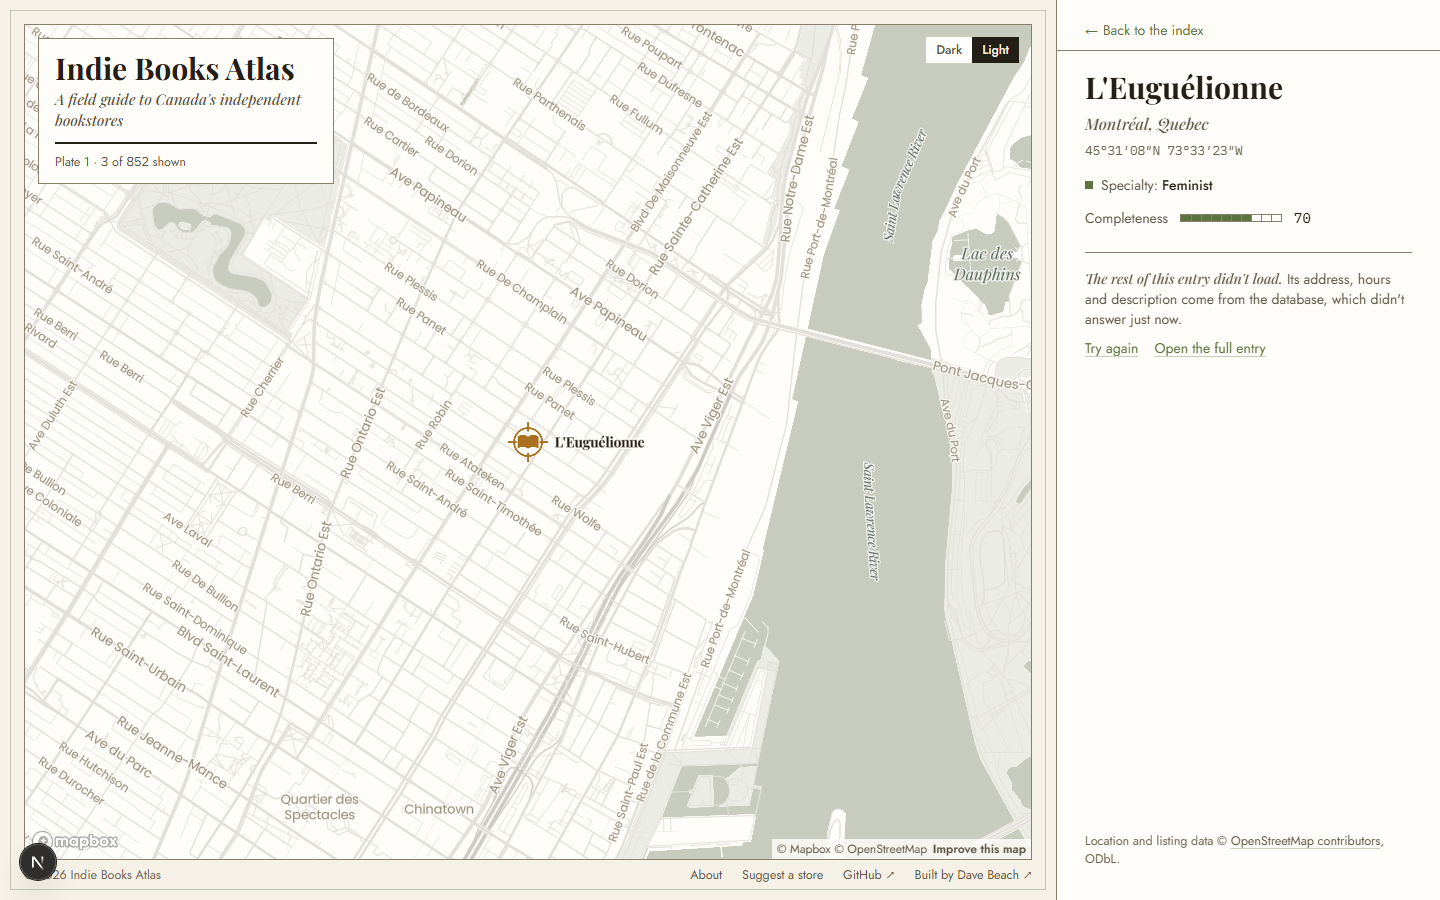 Indie Books Atlas
A field guide to Canada's independent
bookstores
Plate 1 · 3 of 852 shown
Dark
Light
Rue Poupart
Rue Dufresne
Rue Parthenais
Rue Fullum
Rue de Bordeaux
Rue Cartier
Rue Dorion
Ave Papineau
Blvd De Maisonneuve Est
Rue Sainte-Catherine Est
Rue Notre-Dame Est
Rue Port-de-Montréal
Saint Lawrence River
Ave du Port
Lac des
Dauphins
Rue Saint-André
Rue Plessis
Rue De Champlain
Rue Dorion
Ave Papineau
Rue Panet
Rue Berri
Rue Berri
Rue Cherrier
Ave Duluth Est
Rue Ontario Est
Rue Robin
Rue Plessis
Rue Panet
Ave Viger Est
Pont Jacques-C
Ave du Port
L'Euguélionne
Rue Atateken
Rue Saint-André
Rue Saint-Timothée
Rue Wolfe
Rue Berri
Ave Laval
Rue Ontario Est
Saint Lawrence River
Rue De Bullion
Rue Saint-Dominique
Blvd Saint-Laurent
Rue Saint-Urbain
Rue Saint-Hubert
Rue Port-de-Montréal
Rue Jeanne-Mance
Ave du Parc
Rue Hutchison
Rue Durocher
Ave Viger Est
Rue Saint-Paul Est
Rue de la Commune Est
Quartier des
Spectacles
Chinatown
mapbox
© Mapbox © OpenStreetMap Improve this map
N
26 Indie Books Atlas
About
Suggest a store
GitHub ↗
Built by Dave Beach ↗
← Back to the index
L'Euguélionne
Montréal, Quebec
45°31′08″N 73°33′23″W
Specialty: Feminist
Completeness 70
The rest of this entry didn't load. Its address, hours
and description come from the database, which didn't
answer just now.
Try again
Open the full entry
Location and listing data © OpenStreetMap contributors,
ODbL.